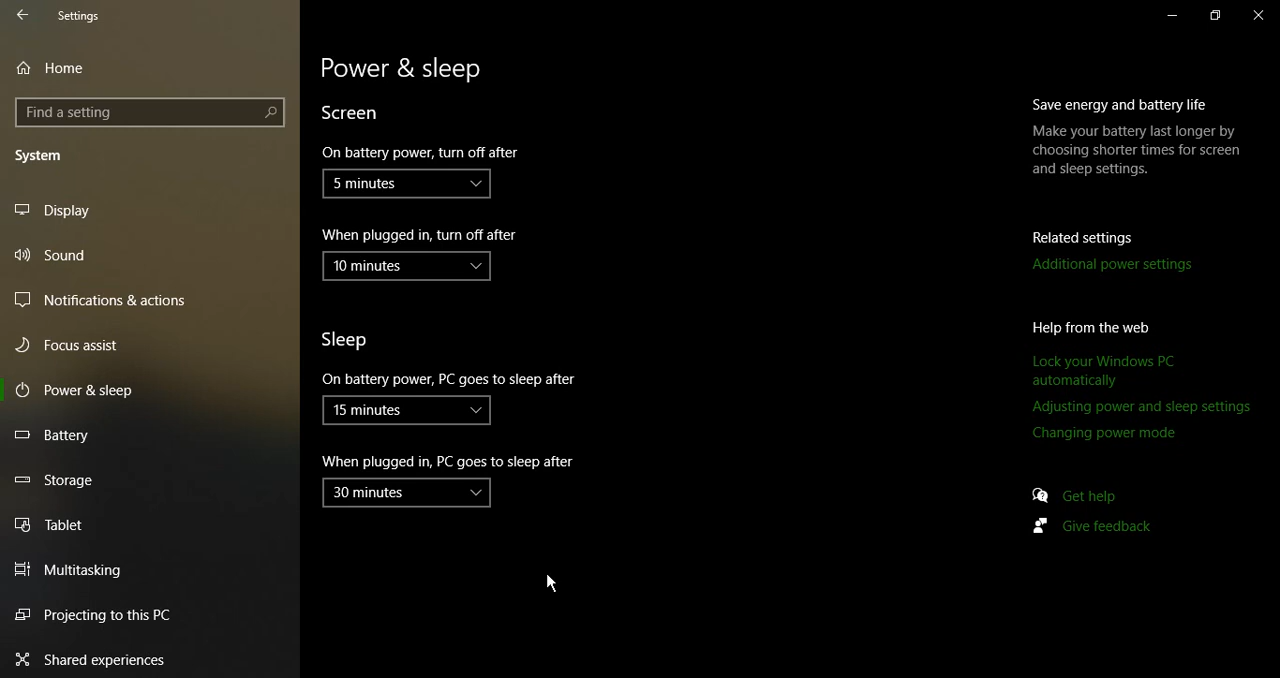 Settings
Home
Find a setting
System
Display
Sound
Notifications & actions
Focus assist
Power & sleep
Battery
Storage
Tablet
Multitasking
Projecting to this PC
Shared experiences
Power & sleep
Screen
On battery power, turn off after
5 minutes
When plugged in, turn off after
10 minutes
Sleep
On battery power, PC goes to sleep after
15 minutes
When plugged in, PC goes to sleep after
30 minutes
Save energy and battery life
Make your battery last longer by
choosing shorter times for screen
and sleep settings.
Related settings
Additional power settings
Help from the web
Lock your Windows PC
automatically
Adjusting power and sleep settings
Changing power mode
Get help
Give feedback